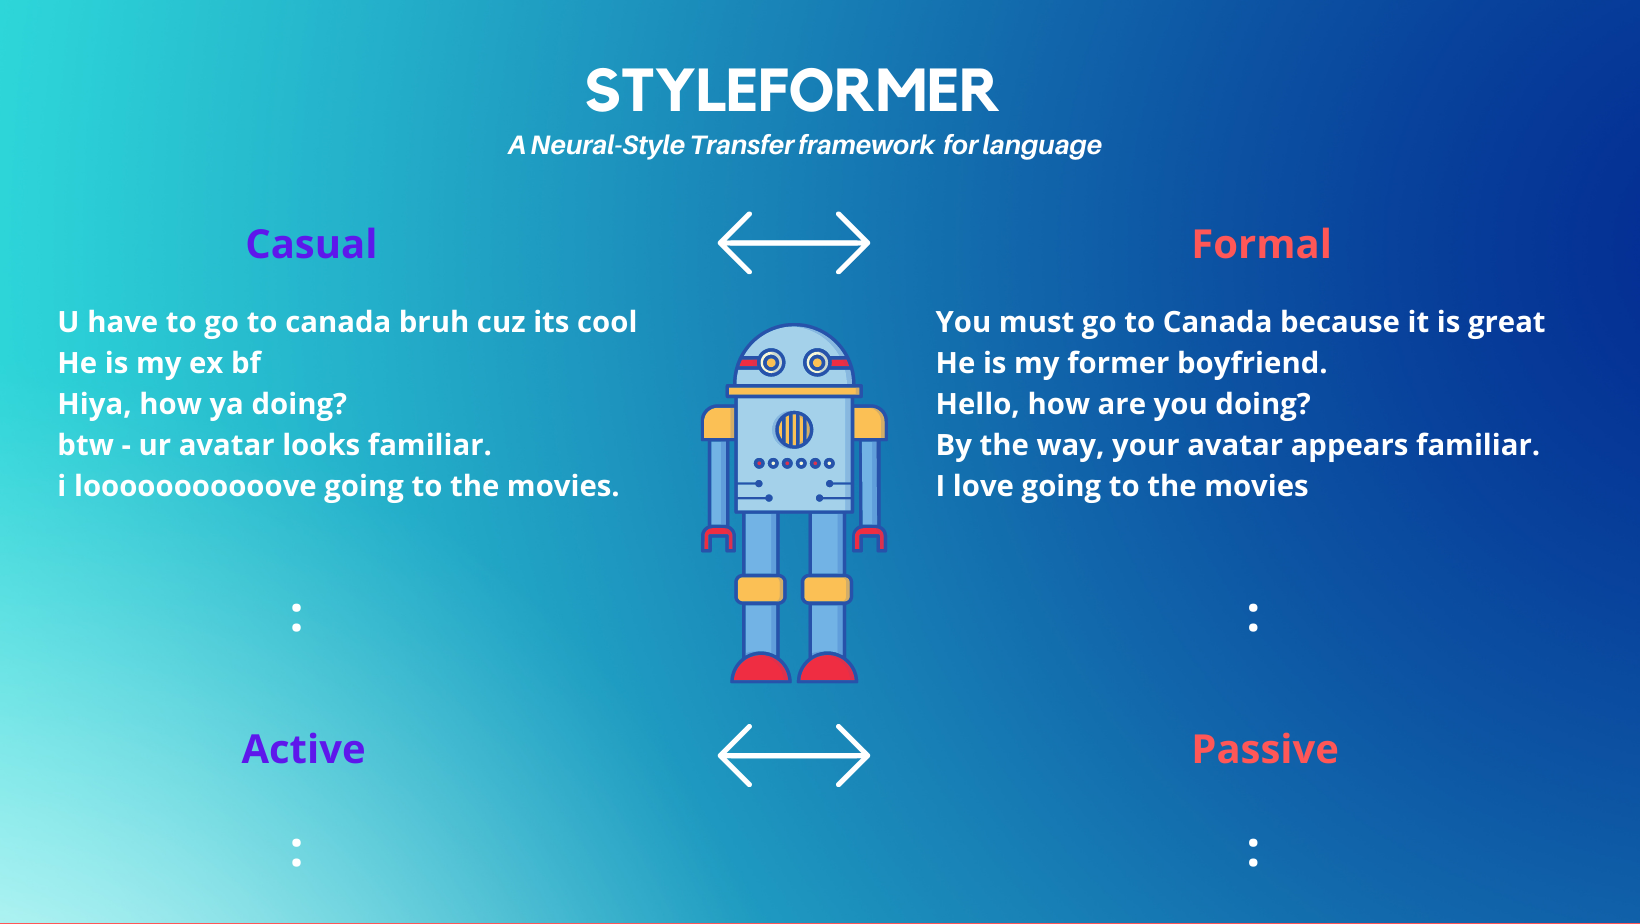 STYLEFORMER
A Neural-Style Transfer framework for language
Casual
Formal
U have to go to canada bruh cuz its cool
He is my ex bf
Hiya, how ya doing?
btw - ur avatar looks familiar.
i looooooooooove going to the movies.
You must go to Canada because it is great
He is my former boyfriend.
Hello, how are you doing?
By the way, your avatar appears familiar.
I love going to the movies
:
:
Active
Passive
:
: